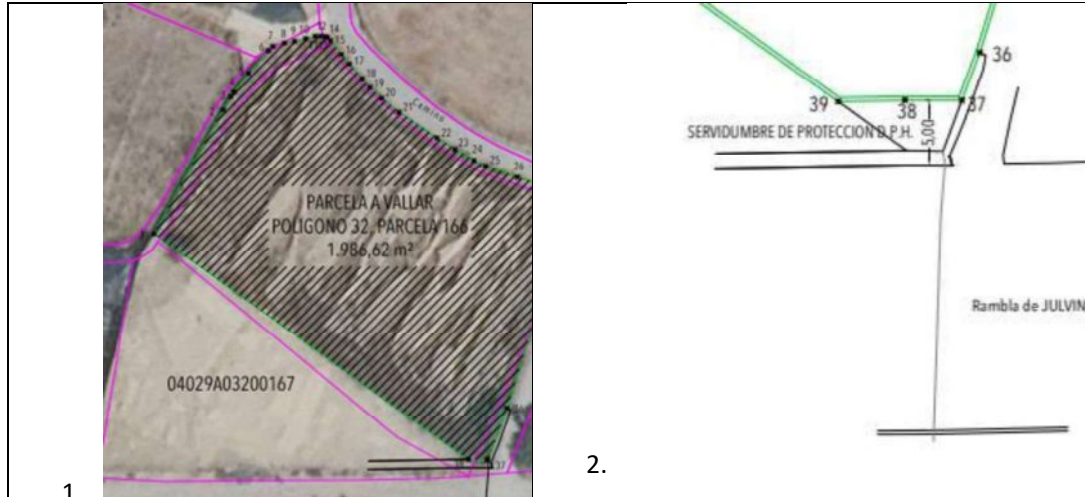 7 8 9 10 14
6 15
16
17
18
19
20
21
Camino
22
23
24
25
26
PARCELA A VALLAR
POLIGONO 32, PARCELA 166
1.986,62 m²
04029A03200167
37
1.
36
39 38 37
SERVIDUMBRE DE PROTECCION D.P.H.
5,00
Rambla de JULVIN
2.